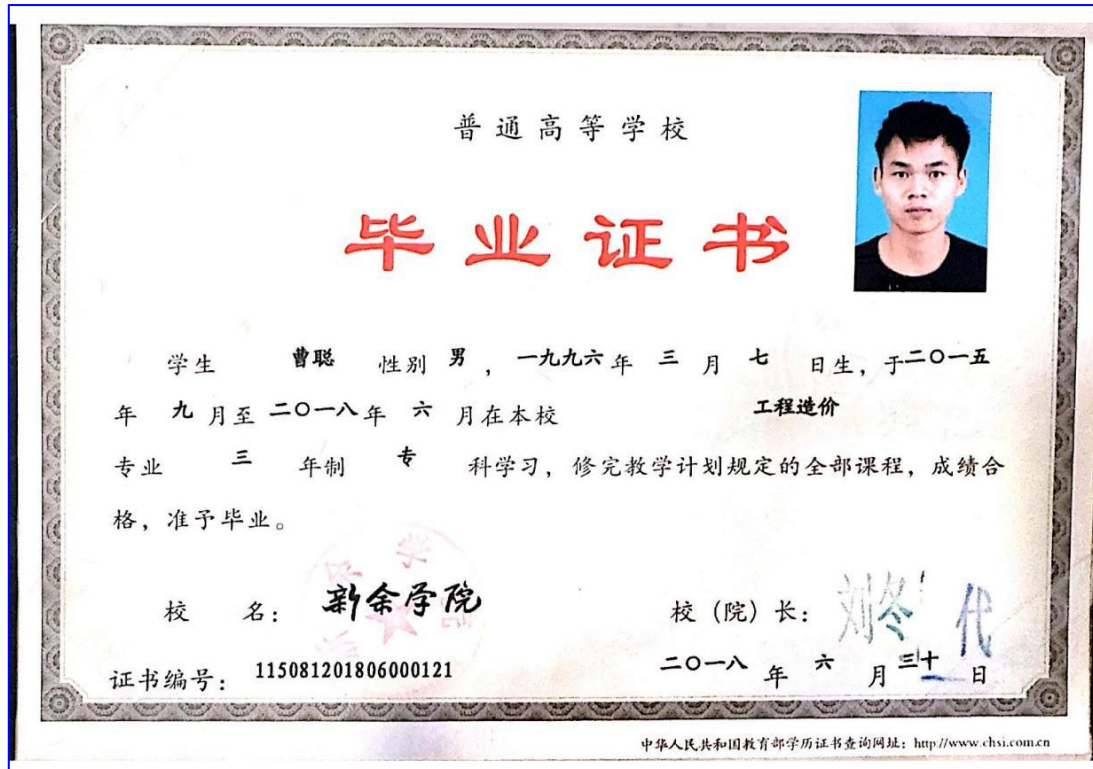 普通高等学校
毕业证书
学生 曹聪 性别 男，一九九六年 三 月 七 日生，于二〇一五
年 九 月至 二〇一八 年 六 月在本校 工程造价
专业 三 年制 专 科学习，修完教学计划规定的全部课程，成绩合
格，准予毕业。
校 名：新余学院 校（院）长：
证书编号：115081201806000121 二〇一八 年 六 月 三十 日
中华人民共和国教育部学历证书查询网址：http://www.chsi.com.cn